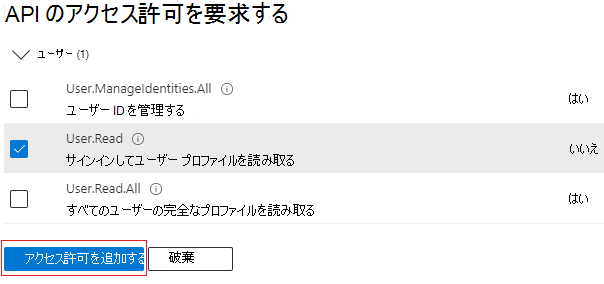 API のアクセス許可を要求する
ユーザー (1)
User.ManageIdentities.All
ユーザー ID を管理する
はい
User.Read
サインインしてユーザー プロファイルを読み取る
いいえ
User.Read.All
すべてのユーザーの完全なプロファイルを読み取る
はい
アクセス許可を追加する
破棄